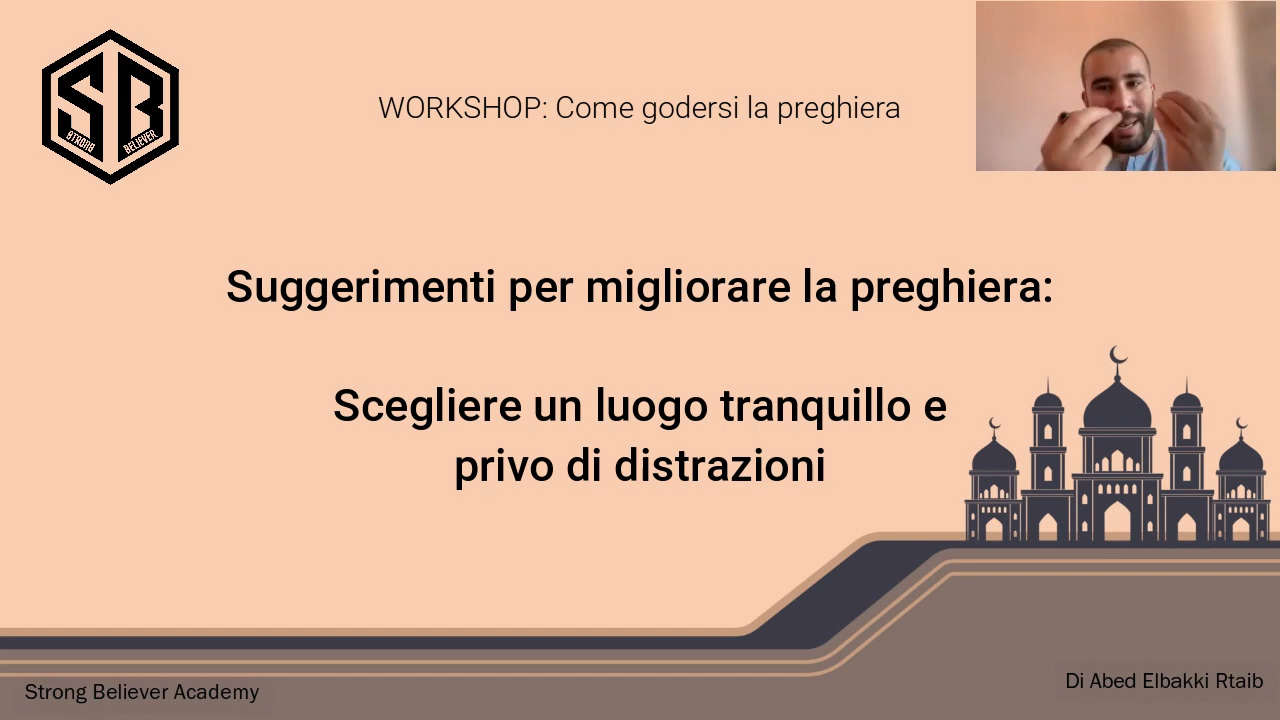 SB
STRONG BELIEVER
WORKSHOP: Come godersi la preghiera
Suggerimenti per migliorare la preghiera:
Scegliere un luogo tranquillo e
privo di distrazioni
Strong Believer Academy
Di Abed Elbakki Rtaib